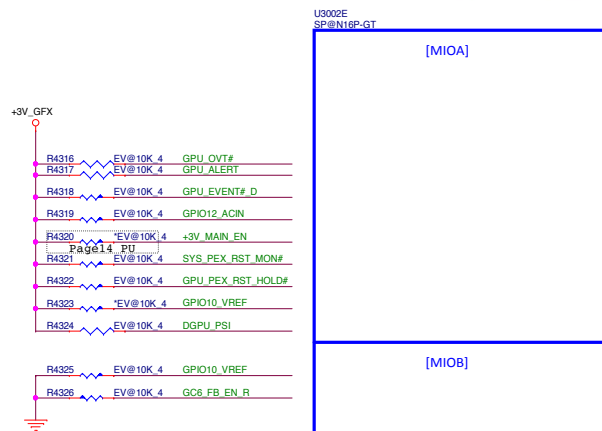 U3002E
SP@N16P-GT
[MIOA]
+3V_GFX
R4316 EV@10K_4 GPU_OVT#
R4317 EV@10K_4 GPU_ALERT
R4318 EV@10K_4 GPU_EVENT#_D
R4319 EV@10K_4 GPIO12_ACIN
R4320 *EV@10K_4 +3V_MAIN_EN
Page14 PU
R4321 EV@10K_4 SYS_PEX_RST_MON#
R4322 EV@10K_4 GPU_PEX_RST_HOLD#
R4323 *EV@10K_4 GPIO10_VREF
R4324 EV@10K_4 DGPU_PSI
[MIOB]
R4325 EV@10K_4 GPIO10_VREF
R4326 EV@10K_4 GC6_FB_EN_R